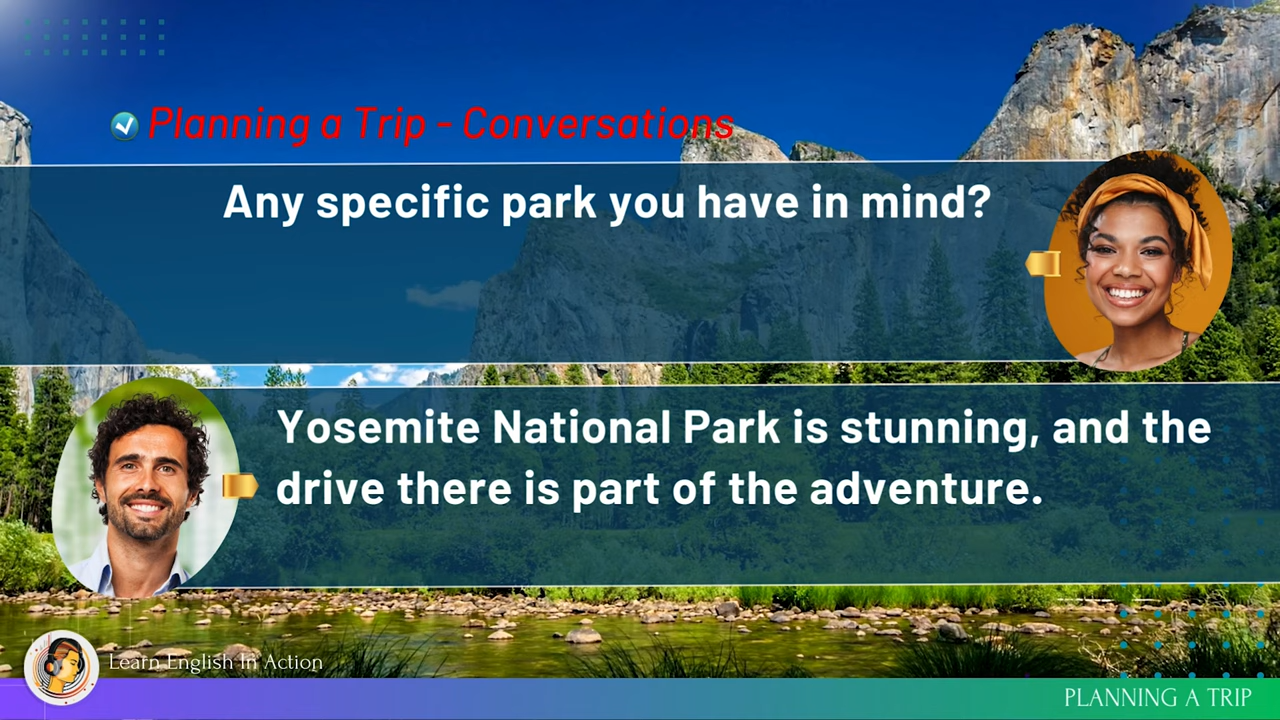 Planning a Trip - Conversations
Any specific park you have in mind?
Yosemite National Park is stunning, and the
drive there is part of the adventure.
Learn English In Action
PLANNING A TRIP